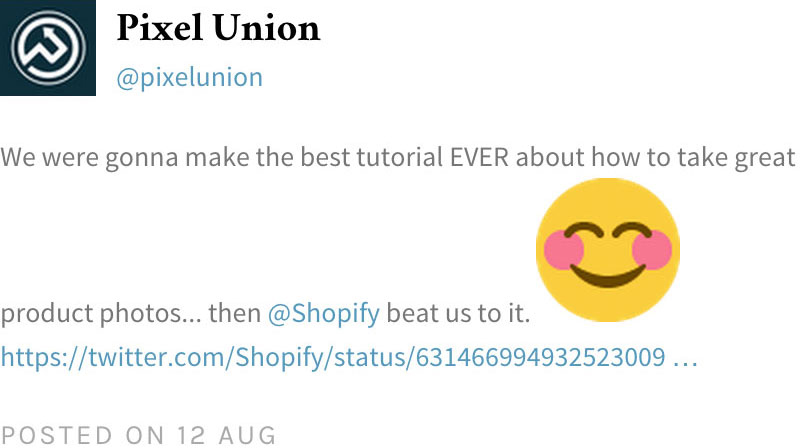 Pixel Union
@pixelunion
We were gonna make the best tutorial EVER about how to take great
product photos... then @Shopify beat us to it.
https://twitter.com/Shopify/status/631466994932523009 …
POSTED ON 12 AUG